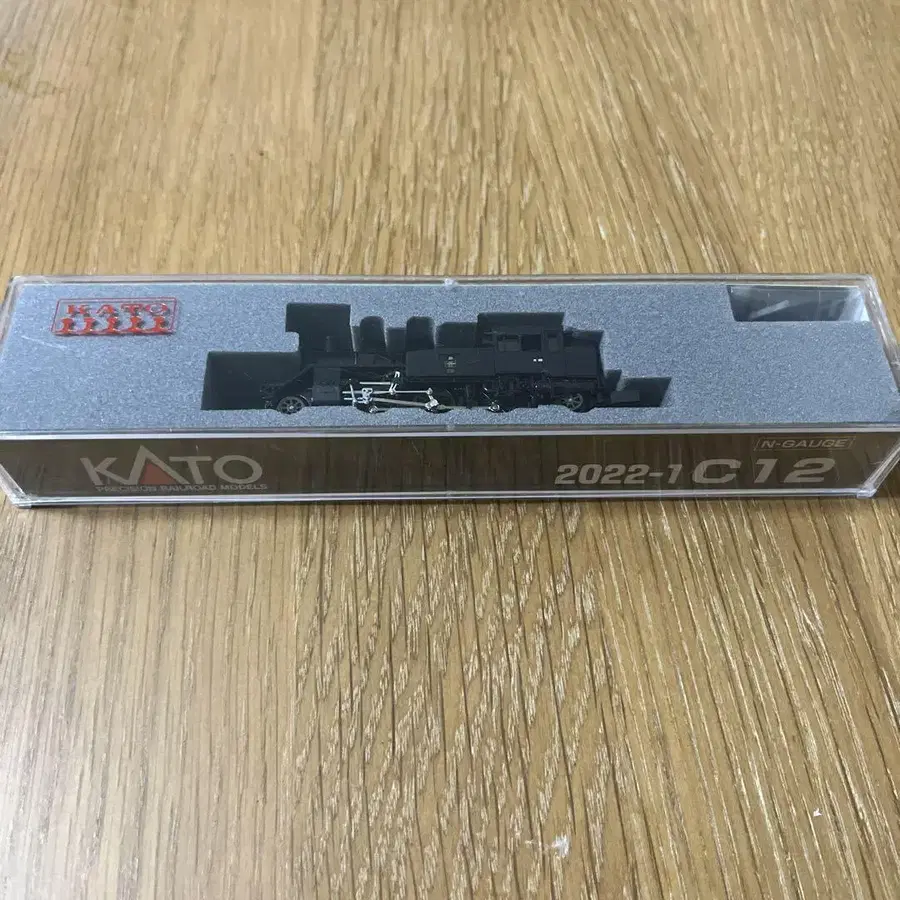 KATO
KATO
PRECISION RAILROAD MODELS
N-GAUGE
2022-1 C12